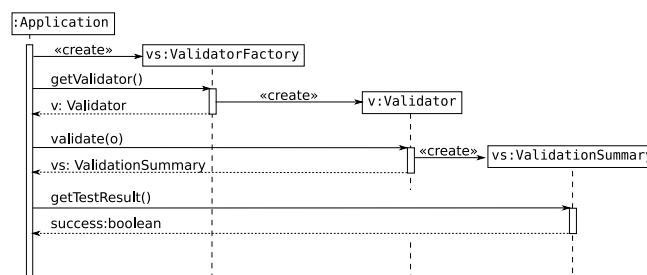 :Application
«create»
vs:ValidatorFactory
getValidator()
«create»
v:Validator
v: Validator
validate(o)
«create»
vs:ValidationSummary
vs: ValidationSummary
getTestResult()
success:boolean